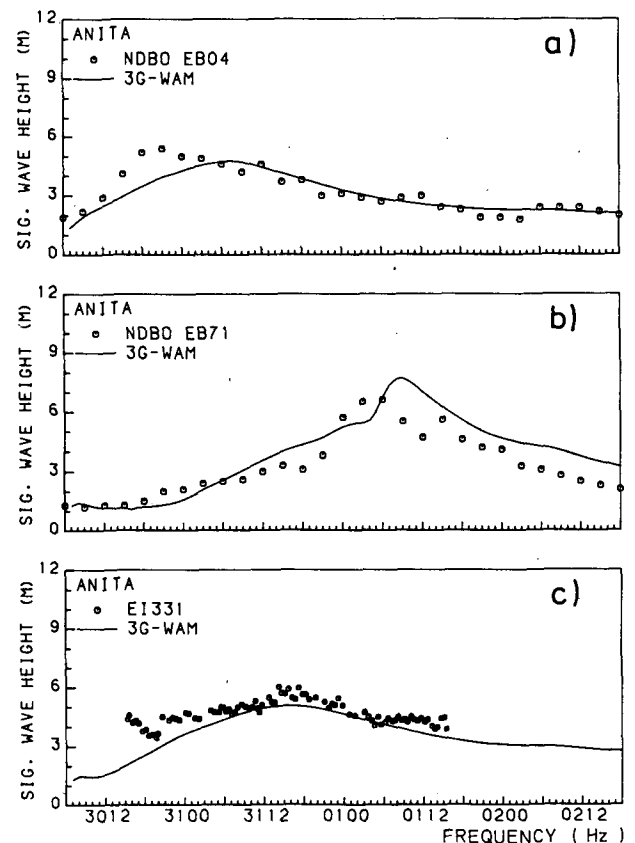 12
ANITA
NDBO EB04
3G-WAM
9
6
3
0
SIG. WAVE HEIGHT (M)
a)
12
ANITA
NDBO EB71
3G-WAM
9
6
3
0
SIG. WAVE HEIGHT (M)
b)
12
ANITA
EI331
3G-WAM
9
6
3
0
SIG. WAVE HEIGHT (M)
c)
3012 3100 3112 0100 0112 0200 0212
FREQUENCY (Hz)